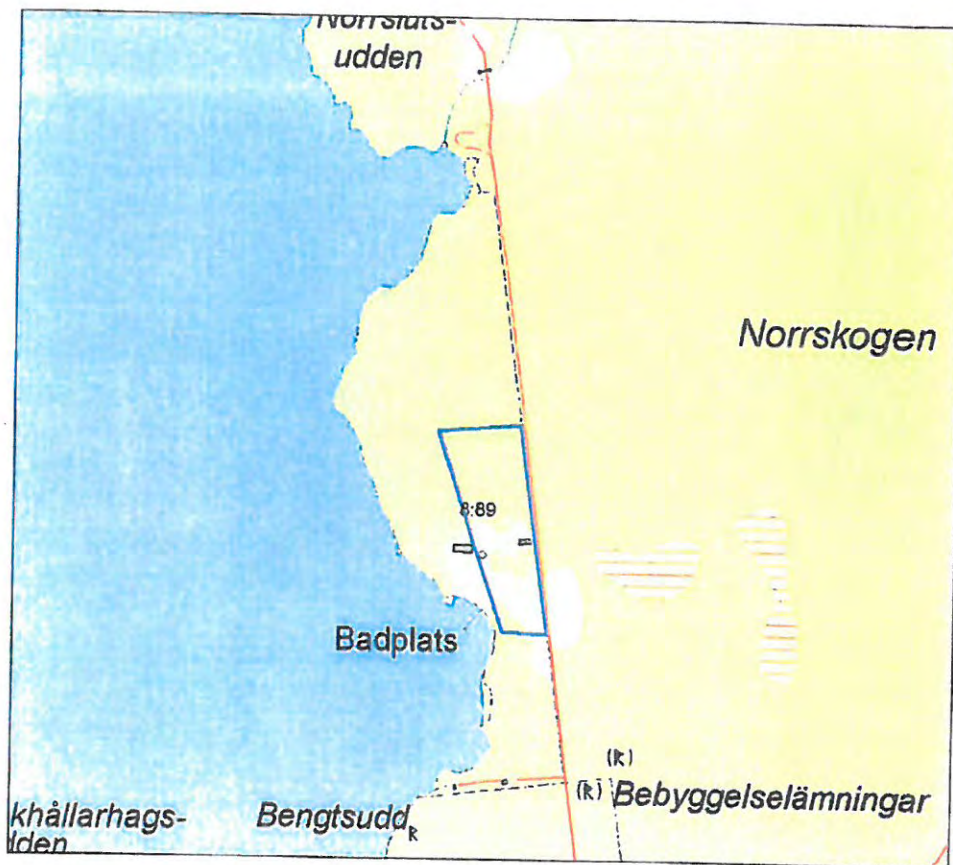 udden
Norrskogen
8:89
Badplats
(R)
(R) Bebyggelselämningar
khållarhags-
dden
Bengtsudd
R